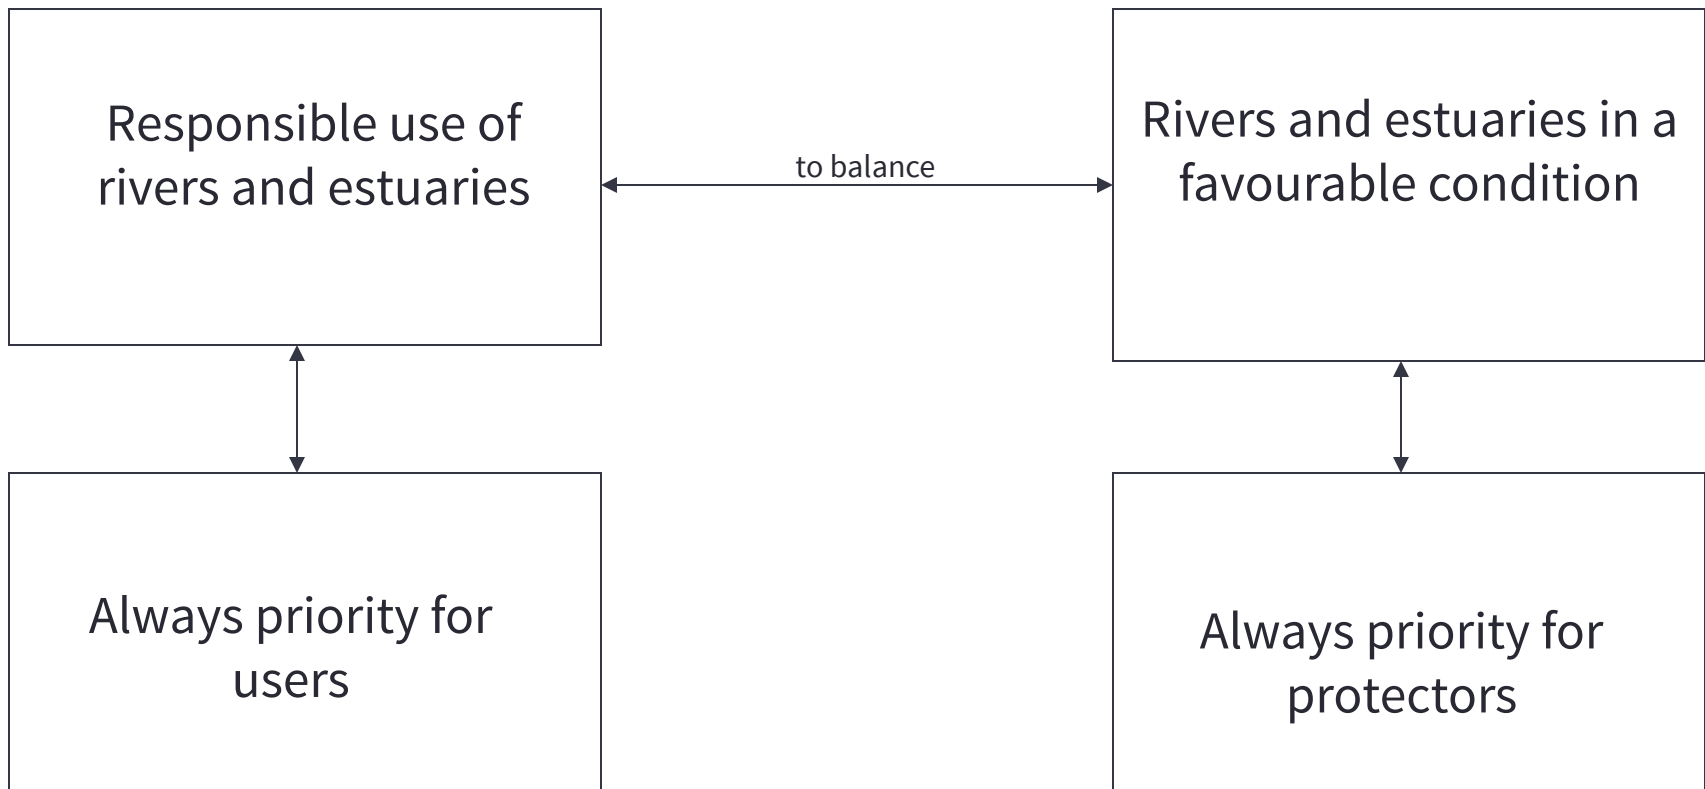 Responsible use of
rivers and estuaries
to balance
Rivers and estuaries in a
favourable condition
Always priority for
users
Always priority for
protectors